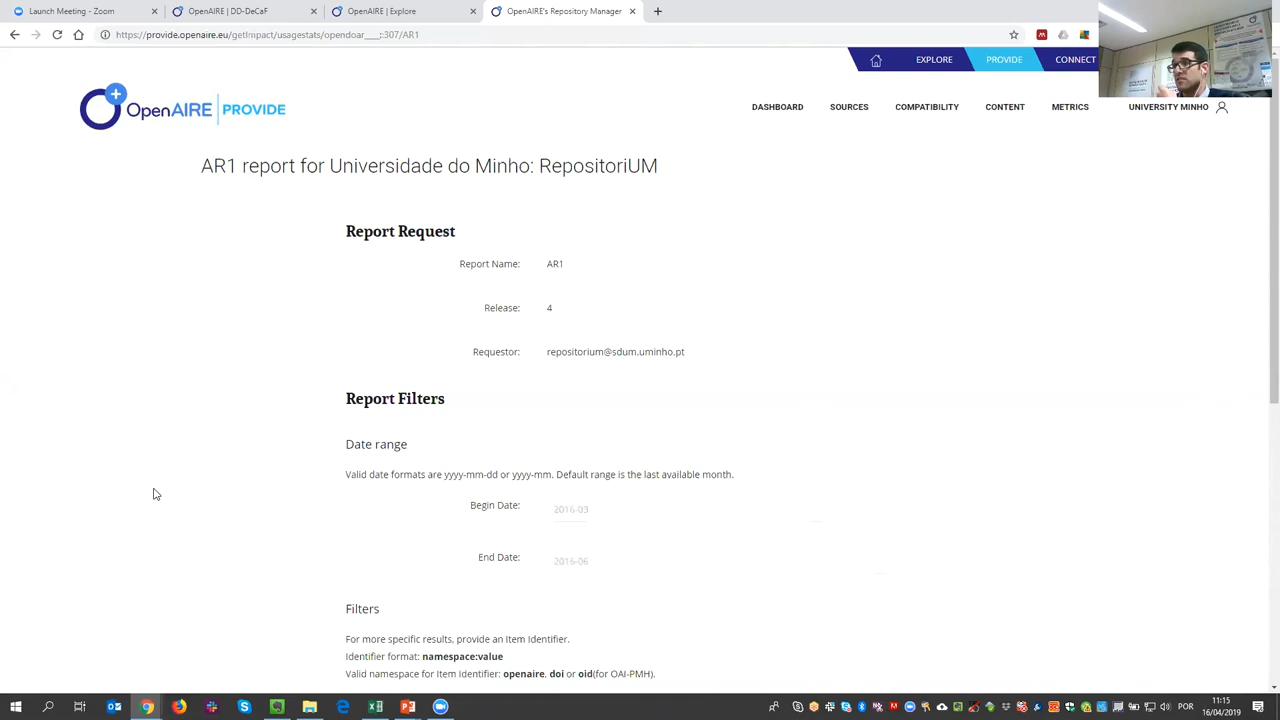 Launch Meeting - Zoom
OpenAIRE | DD-DeCaF
OpenAIRE | Explore
OpenAIRE's Repository Manager
https://provide.openaire.eu/getImpact/usagestats/opendoar____::307/AR1
EXPLORE PROVIDE CONNECT
OpenAIRE PROVIDE
DASHBOARD SOURCES COMPATIBILITY CONTENT METRICS UNIVERSITY MINHO
AR1 report for Universidade do Minho: RepositoriUM
Report Request
Report Name: AR1
Release: 4
Requestor: repositorium@sdum.uminho.pt
Report Filters
Date range
Valid date formats are yyyy-mm-dd or yyyy-mm. Default range is the last available month.
Begin Date: 2016-03
End Date: 2016-06
Filters
For more specific results, provide an Item Identifier.
Identifier format: namespace:value
Valid namespace for Item Identifier: openaire, doi or oid(for OAI-PMH).
POR
11:15
16/04/2019